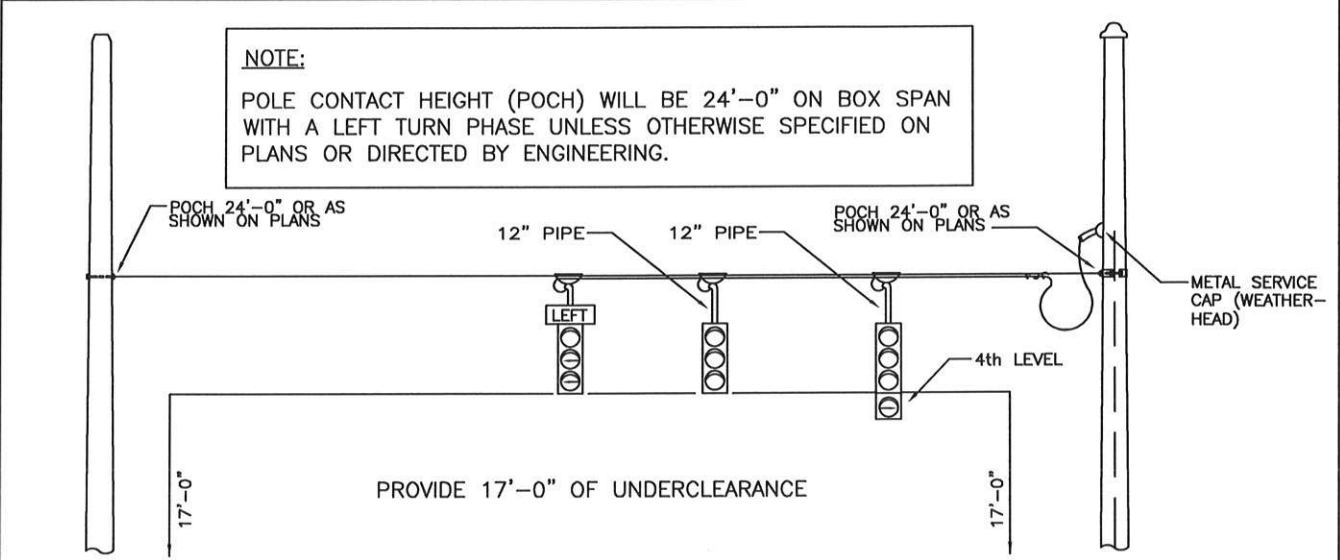 NOTE:
POLE CONTACT HEIGHT (POCH) WILL BE 24'-0" ON BOX SPAN
WITH A LEFT TURN PHASE UNLESS OTHERWISE SPECIFIED ON
PLANS OR DIRECTED BY ENGINEERING.
POCH 24'-0" OR AS
SHOWN ON PLANS
12" PIPE
12" PIPE
POCH 24'-0" OR AS
SHOWN ON PLANS
METAL SERVICE
CAP (WEATHER-
HEAD)
LEFT
4th LEVEL
17'-0"
PROVIDE 17'-0" OF UNDERCLEARANCE
17'-0"